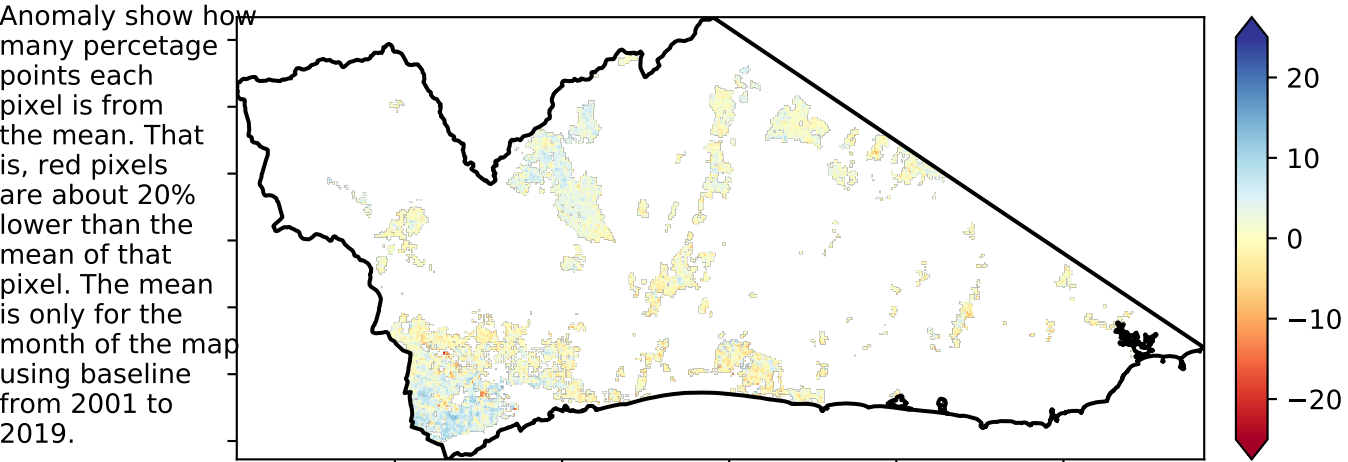 Anomaly show how
many percetage
points each
pixel is from
the mean. That
is, red pixels
are about 20%
lower than the
mean of that
pixel. The mean
is only for the
month of the map
using baseline
from 2001 to
2019.
20
10
0
−10
−20